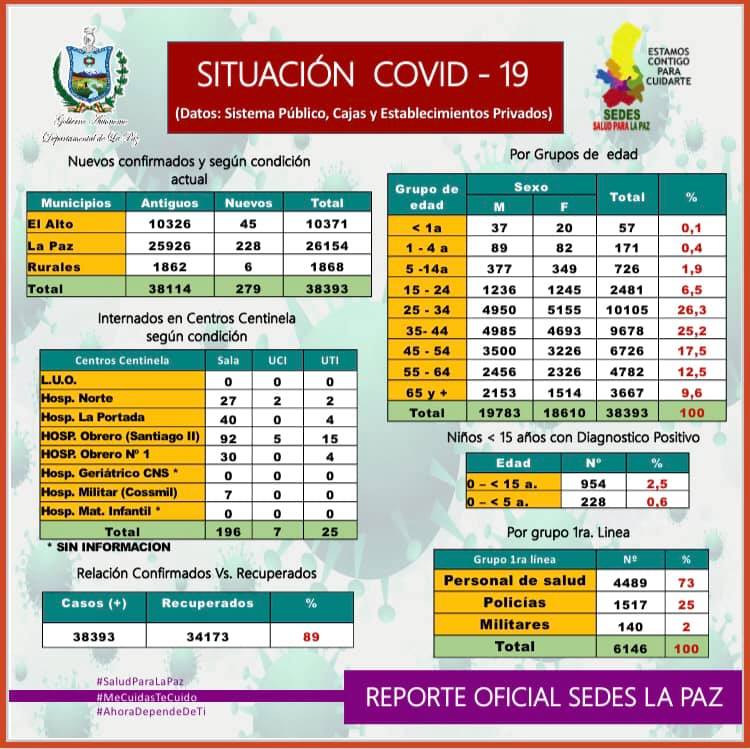 Gobierno Autónomo
Departamental de La Paz
SITUACIÓN COVID - 19
(Datos: Sistema Público, Cajas y Establecimientos Privados)
ESTAMOS
CONTIGO
PARA
CUIDARTE
SEDES
SALUD PARA LA PAZ
Nuevos confirmados y según condición
actual
Municipios Antiguos Nuevos Total
El Alto 10326 45 10371
La Paz 25926 228 26154
Rurales 1862 6 1868
Total 38114 279 38393
Internados en Centros Centinela
según condición
Centros Centinela Sala UCI UTI
L.U.O. 0 0 0
Hosp. Norte 27 2 2
Hosp. La Portada 40 0 4
HOSP. Obrero (Santiago II) 92 5 15
HOSP. Obrero Nº 1 30 0 4
Hosp. Geriátrico CNS * 0 0 0
Hosp. Militar (Cossmil) 7 0 0
Hosp. Mat. Infantil * 0 0 0
Total 196 7 25
* SIN INFORMACION
Relación Confirmados Vs. Recuperados
Casos (+) Recuperados %
38393 34173 89
Por Grupos de edad
Grupo de edad Sexo Total %
M F
< 1a 37 20 57 0,1
1 - 4 a 89 82 171 0,4
5 -14a 377 349 726 1,9
15 - 24 1236 1245 2481 6,5
25 - 34 4950 5155 10105 26,3
35- 44 4985 4693 9678 25,2
45 - 54 3500 3226 6726 17,5
55 - 64 2456 2326 4782 12,5
65 y + 2153 1514 3667 9,6
Total 19783 18610 38393 100
Niños < 15 años con Diagnostico Positivo
Edad Nº %
0 – < 15 a. 954 2,5
0 – < 5 a. 228 0,6
Por grupo 1ra. Linea
Grupo 1ra línea Nº %
Personal de salud 4489 73
Policías 1517 25
Militares 140 2
Total 6146 100
#SaludParaLaPaz
#MeCuidasTeCuido
#AhoraDependeDeTi
REPORTE OFICIAL SEDES LA PAZ